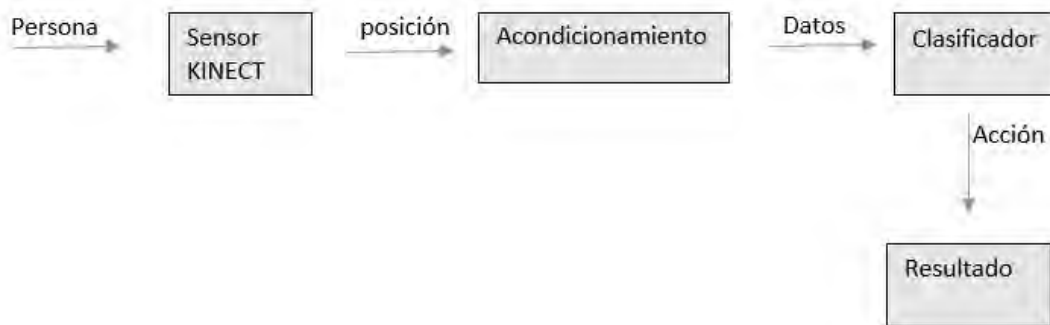 Persona
Sensor
KINECT
posición
Acondicionamiento
Datos
Clasificador
Acción
Resultado